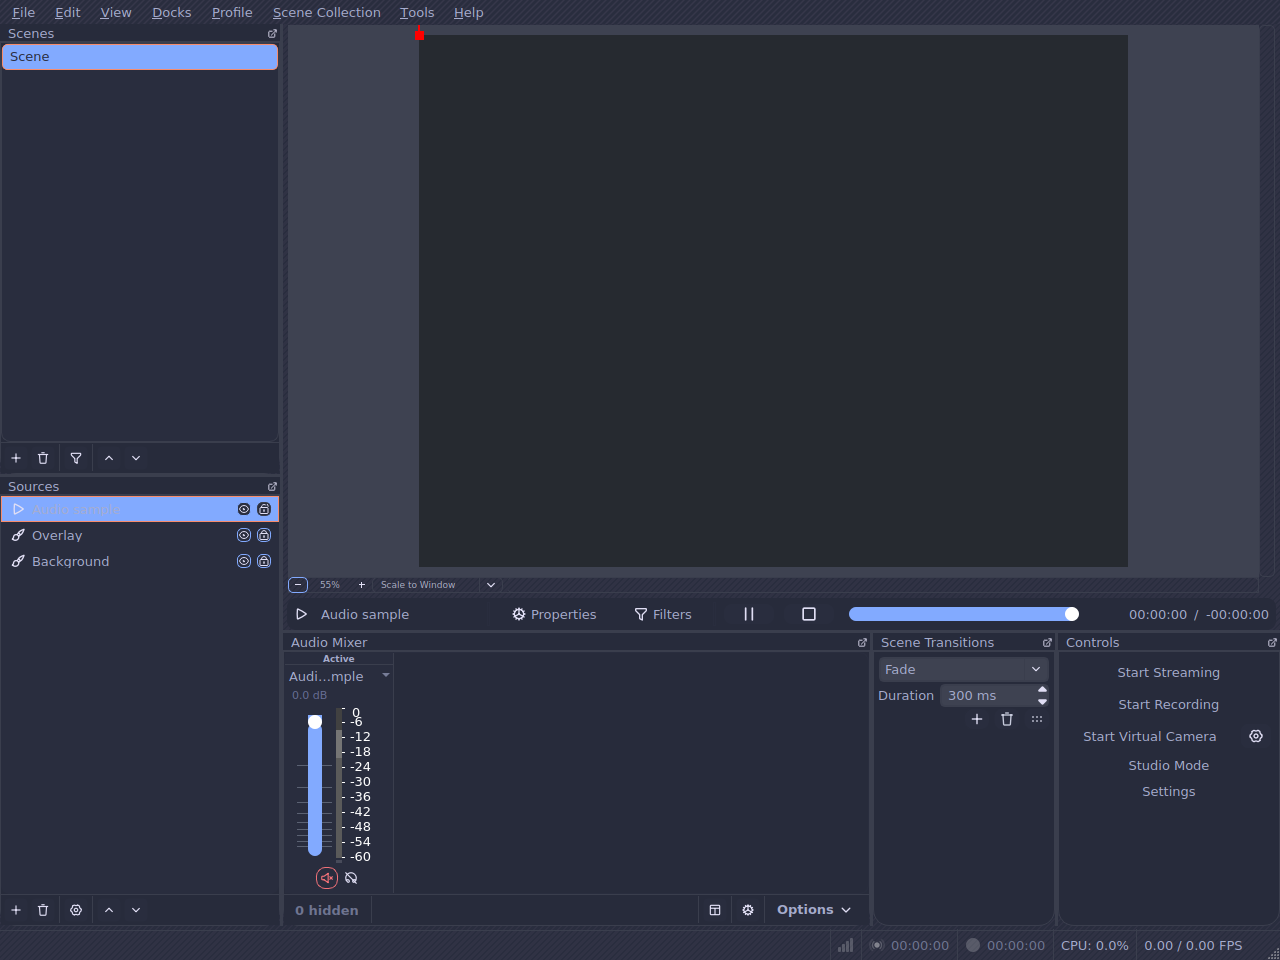 File Edit View Docks Profile Scene Collection Tools Help
Scenes
Scene
Sources
Audio sample
Overlay
Background
55% Scale to Window
Audio sample Properties Filters 00:00:00 / -00:00:00
Audio Mixer
Active
Audi...mple
0.0 dB
0
-6
-12
-18
-24
-30
-36
-42
-48
-54
-60
0 hidden Options
Scene Transitions
Fade
Duration 300 ms
Controls
Start Streaming
Start Recording
Start Virtual Camera
Studio Mode
Settings
00:00:00 00:00:00 CPU: 0.0% 0.00 / 0.00 FPS